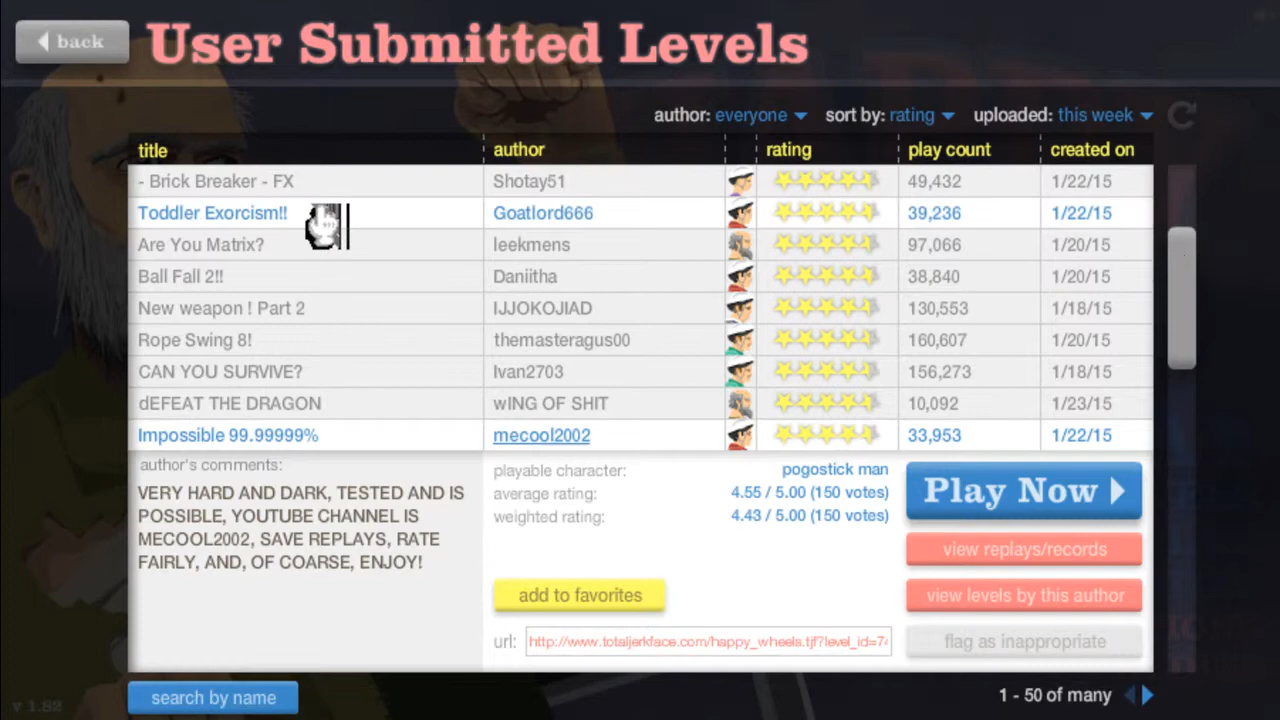 back
User Submitted Levels
author: everyone sort by: rating uploaded: this week
title author rating play count created on
- Brick Breaker - FX Shotay51 49,432 1/22/15
Toddler Exorcism!! Goatlord666 39,236 1/22/15
Are You Matrix? leekmens 97,066 1/20/15
Ball Fall 2!! Daniitha 38,840 1/20/15
New weapon ! Part 2 IJJOKOJIAD 130,553 1/18/15
Rope Swing 8! themasteragus00 160,607 1/20/15
CAN YOU SURVIVE? Ivan2703 156,273 1/18/15
dEFEAT THE DRAGON wING OF SHIT 10,092 1/23/15
Impossible 99.99999% mecool2002 33,953 1/22/15
author's comments:
VERY HARD AND DARK, TESTED AND IS
POSSIBLE, YOUTUBE CHANNEL IS
MECOOL2002, SAVE REPLAYS, RATE
FAIRLY, AND, OF COARSE, ENJOY!
playable character: pogostick man
average rating: 4.55 / 5.00 (150 votes)
weighted rating: 4.43 / 5.00 (150 votes)
add to favorites
url: http://www.totaljerkface.com/happy_wheels.tjf?level_id=74
Play Now
view replays/records
view levels by this author
flag as inappropriate
v 1.82
search by name
1 - 50 of many